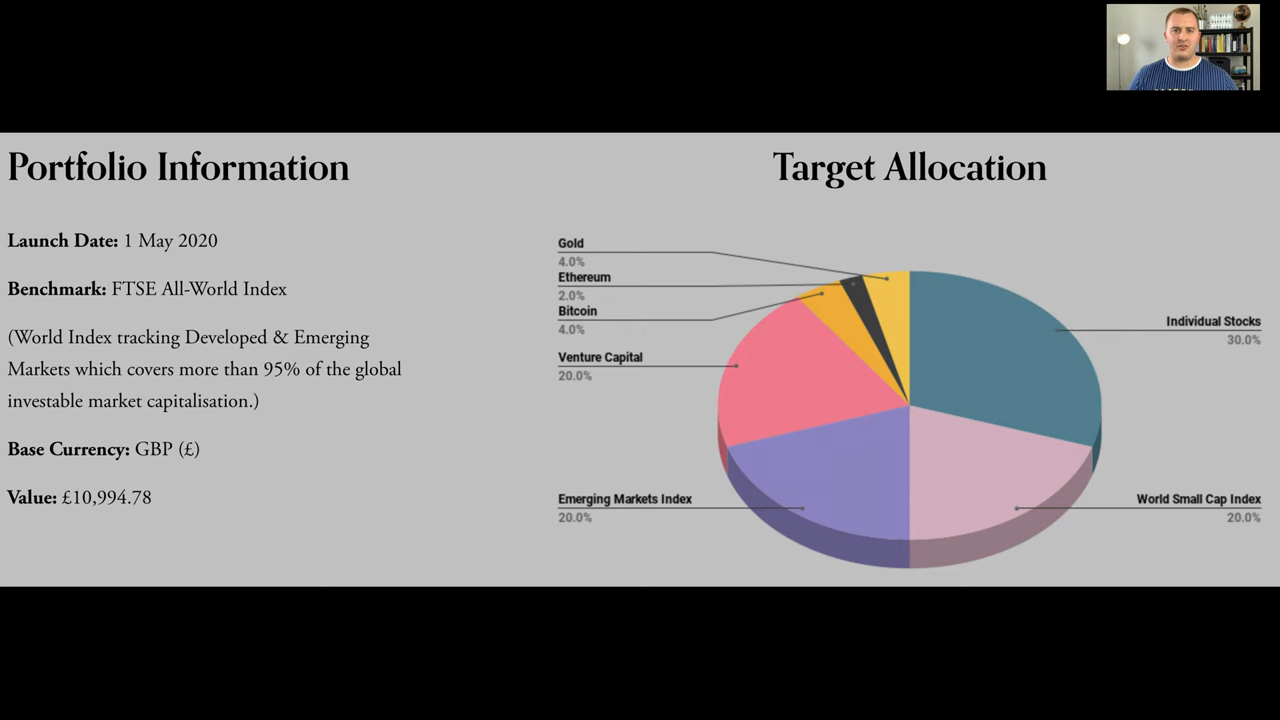 Portfolio Information
Launch Date: 1 May 2020
Benchmark: FTSE All-World Index
(World Index tracking Developed & Emerging
Markets which covers more than 95% of the global
investable market capitalisation.)
Base Currency: GBP (£)
Value: £10,994.78
Target Allocation
Gold
4.0%
Ethereum
2.0%
Bitcoin
4.0%
Venture Capital
20.0%
Emerging Markets Index
20.0%
Individual Stocks
30.0%
World Small Cap Index
20.0%